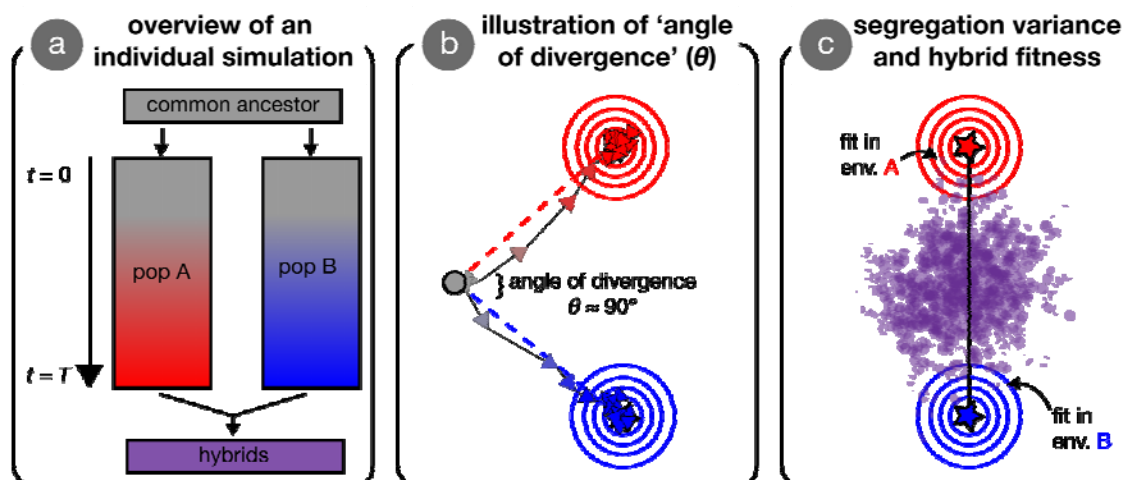 a
overview of an
individual simulation
common ancestor
t = 0
pop A
pop B
t = T
hybrids
b
illustration of ‘angle
of divergence’ (θ)
angle of divergence
θ ≈ 90°
c
segregation variance
and hybrid fitness
fit in
env. A
fit in
env. B